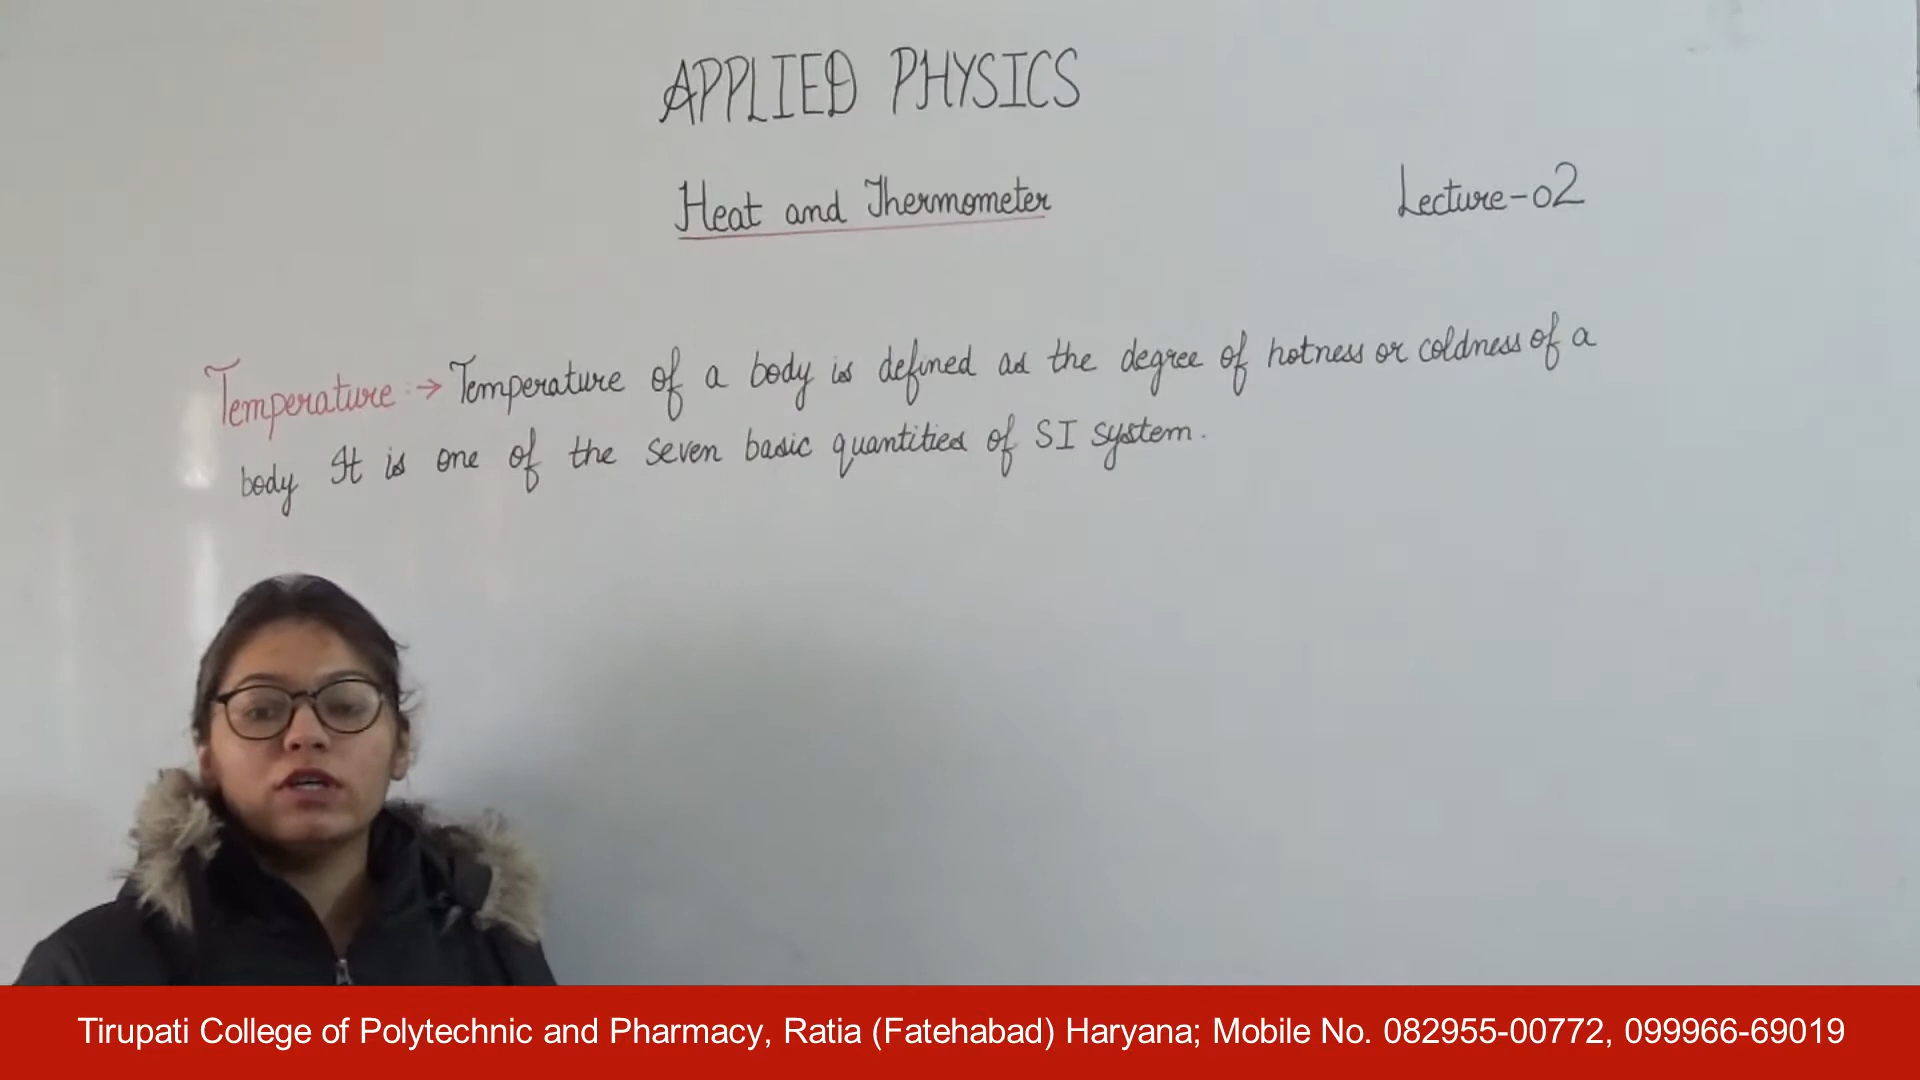 APPLIED PHYSICS
Heat and Thermometer
Lecture-02
Temperature :→ Temperature of a body is defined as the degree of hotness or coldness of a
body It is one of the seven basic quantities of SI system.
Tirupati College of Polytechnic and Pharmacy, Ratia (Fatehabad) Haryana; Mobile No. 082955-00772, 099966-69019